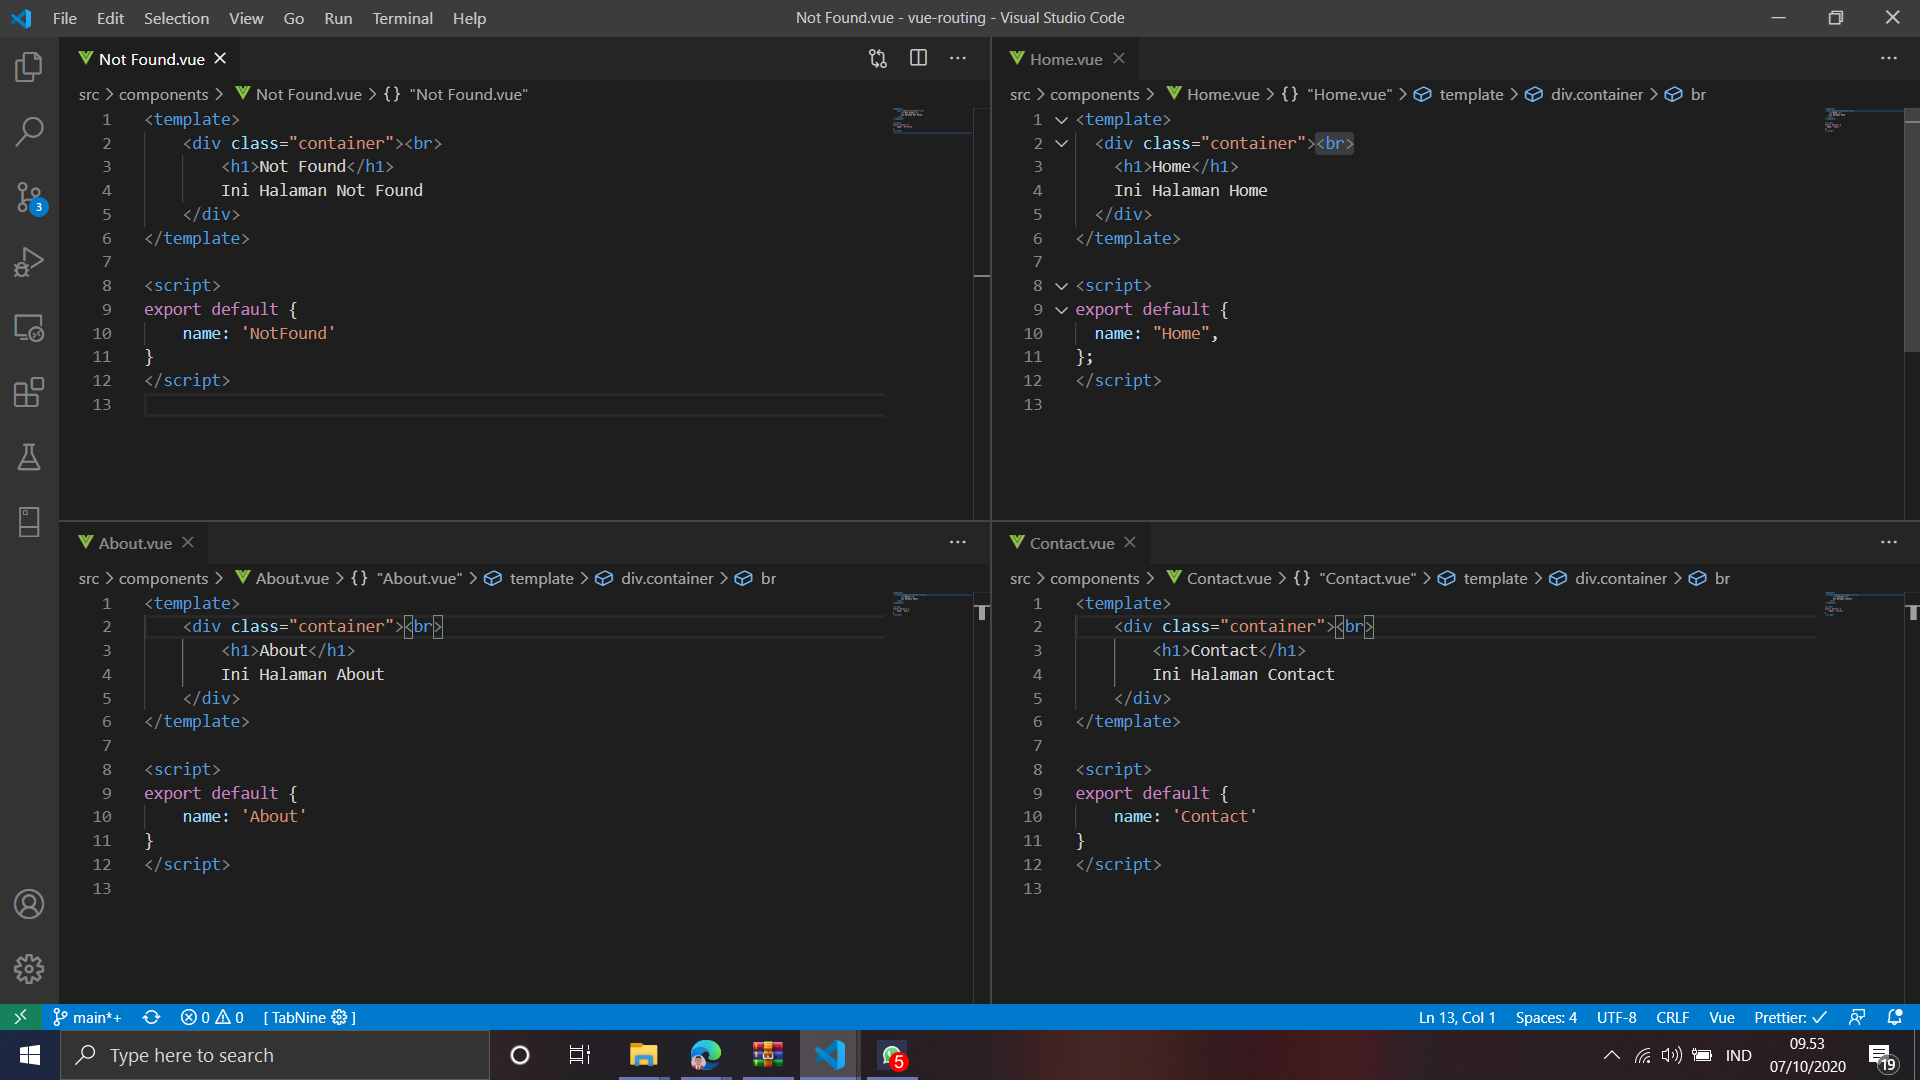 File Edit Selection View Go Run Terminal Help
Not Found.vue - vue-routing - Visual Studio Code
Not Found.vue
src > components > Not Found.vue > {} "Not Found.vue"
1 <template>
2 <div class="container"><br>
3 <h1>Not Found</h1>
4 Ini Halaman Not Found
5 </div>
6 </template>
7
8 <script>
9 export default {
10 name: 'NotFound'
11 }
12 </script>
13
Home.vue
src > components > Home.vue > {} "Home.vue" > template > div.container > br
1 <template>
2 <div class="container"><br>
3 <h1>Home</h1>
4 Ini Halaman Home
5 </div>
6 </template>
7
8 <script>
9 export default {
10 name: "Home",
11 };
12 </script>
13
About.vue
src > components > About.vue > {} "About.vue" > template > div.container > br
1 <template>
2 <div class="container"><br>
3 <h1>About</h1>
4 Ini Halaman About
5 </div>
6 </template>
7
8 <script>
9 export default {
10 name: 'About'
11 }
12 </script>
13
Contact.vue
src > components > Contact.vue > {} "Contact.vue" > template > div.container > br
1 <template>
2 <div class="container"><br>
3 <h1>Contact</h1>
4 Ini Halaman Contact
5 </div>
6 </template>
7
8 <script>
9 export default {
10 name: 'Contact'
11 }
12 </script>
13
3
main*+ 0 0 [ TabNine ] Ln 13, Col 1 Spaces: 4 UTF-8 CRLF Vue Prettier: ✓
Type here to search
5
IND
09.53
07/10/2020
19